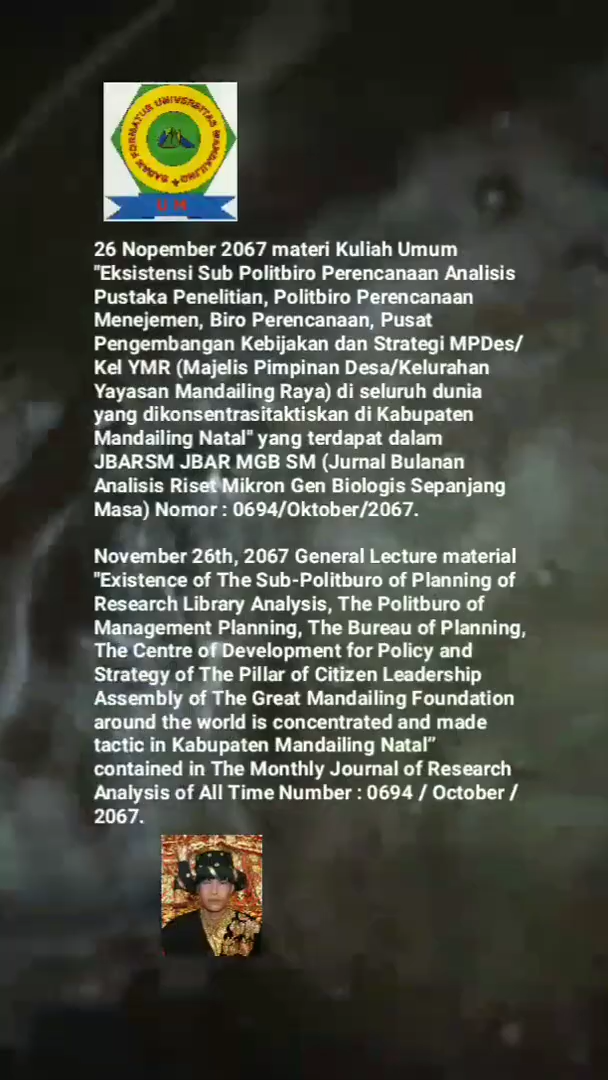 BADAN FORMATUR UNIVERSITAS MANDAILING
U M
26 Nopember 2067 materi Kuliah Umum
"Eksistensi Sub Politbiro Perencanaan Analisis
Pustaka Penelitian, Politbiro Perencanaan
Menejemen, Biro Perencanaan, Pusat
Pengembangan Kebijakan dan Strategi MPDes/
Kel YMR (Majelis Pimpinan Desa/Kelurahan
Yayasan Mandailing Raya) di seluruh dunia
yang dikonsentrasitaktiskan di Kabupaten
Mandailing Natal" yang terdapat dalam
JBARSM JBAR MGB SM (Jurnal Bulanan
Analisis Riset Mikron Gen Biologis Sepanjang
Masa) Nomor : 0694/Oktober/2067.
November 26th, 2067 General Lecture material
"Existence of The Sub-Politburo of Planning of
Research Library Analysis, The Politburo of
Management Planning, The Bureau of Planning,
The Centre of Development for Policy and
Strategy of The Pillar of Citizen Leadership
Assembly of The Great Mandailing Foundation
around the world is concentrated and made
tactic in Kabupaten Mandailing Natal”
contained in The Monthly Journal of Research
Analysis of All Time Number : 0694 / October /
2067.